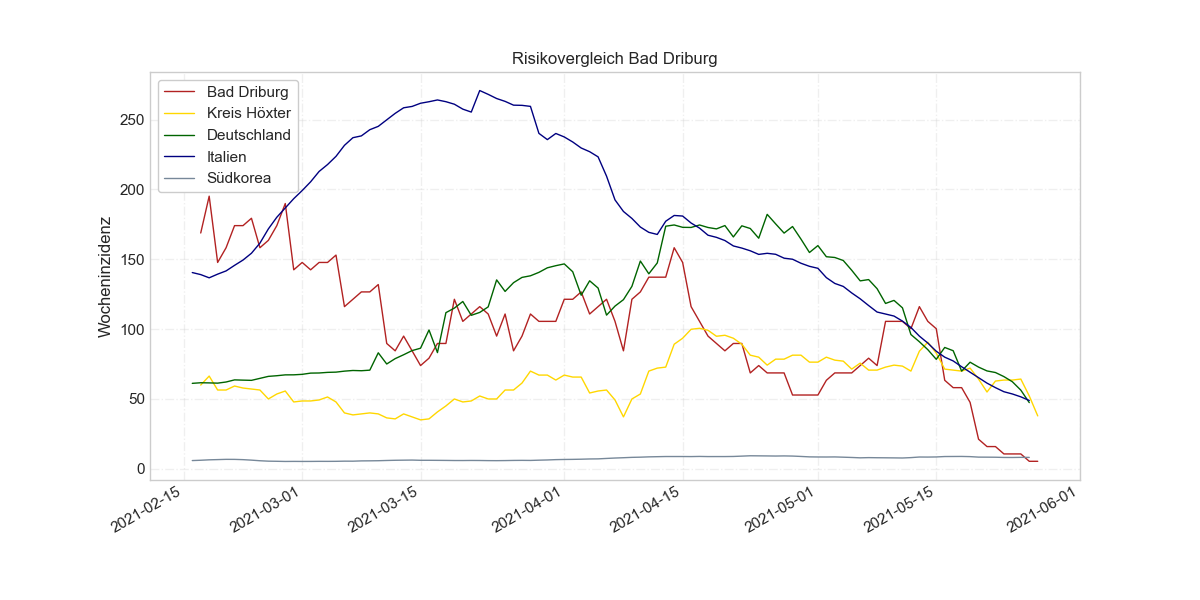 Risikovergleich Bad Driburg
Bad Driburg
Kreis Höxter
Deutschland
Italien
Südkorea
Wocheninzidenz
250
200
150
100
50
0
2021-02-15
2021-03-01
2021-03-15
2021-04-01
2021-04-15
2021-05-01
2021-05-15
2021-06-01